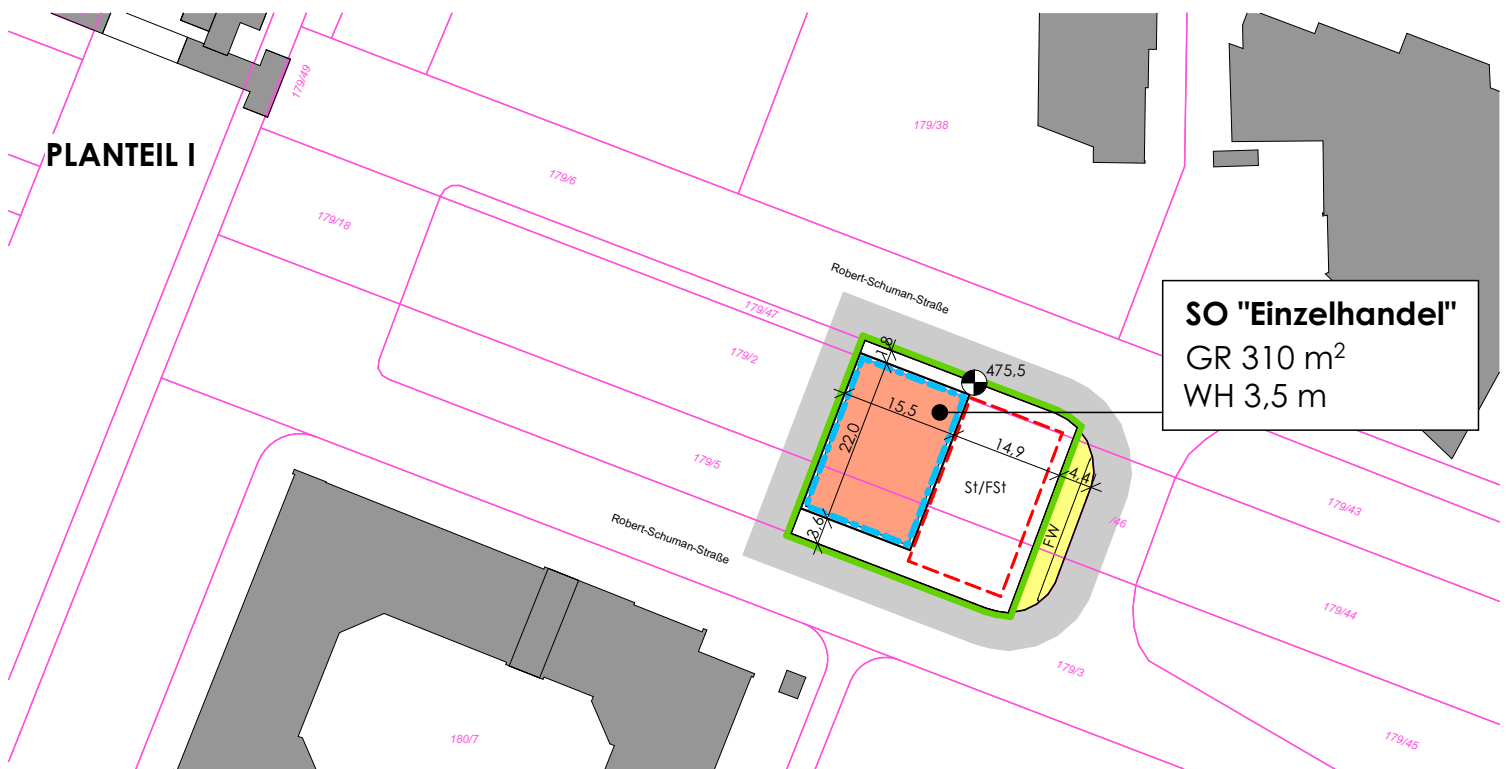 179/49
179/38
PLANTEIL I
179/6
179/18
Robert-Schuman-Straße
179/47
SO "Einzelhandel"
GR 310 m²
WH 3,5 m
1,8
179/2
475,5
15,5
22,0
14,9
179/5
4,4
St/FSt
179/43
/46
3,6
FW
Robert-Schuman-Straße
179/44
179/3
180/7
179/45